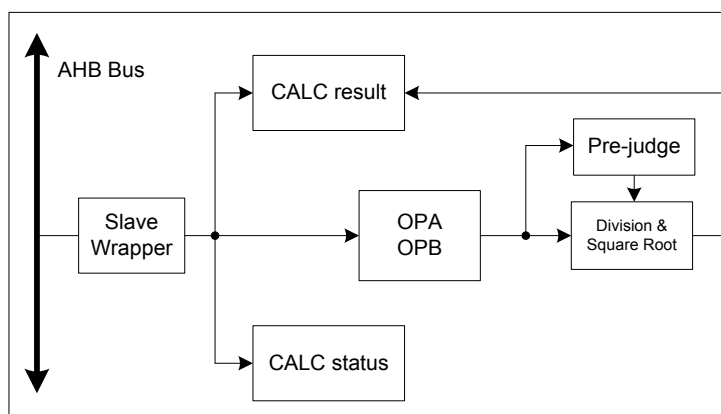 AHB Bus
CALC result
Pre-judge
Slave
Wrapper
OPA
OPB
Division &
Square Root
CALC status